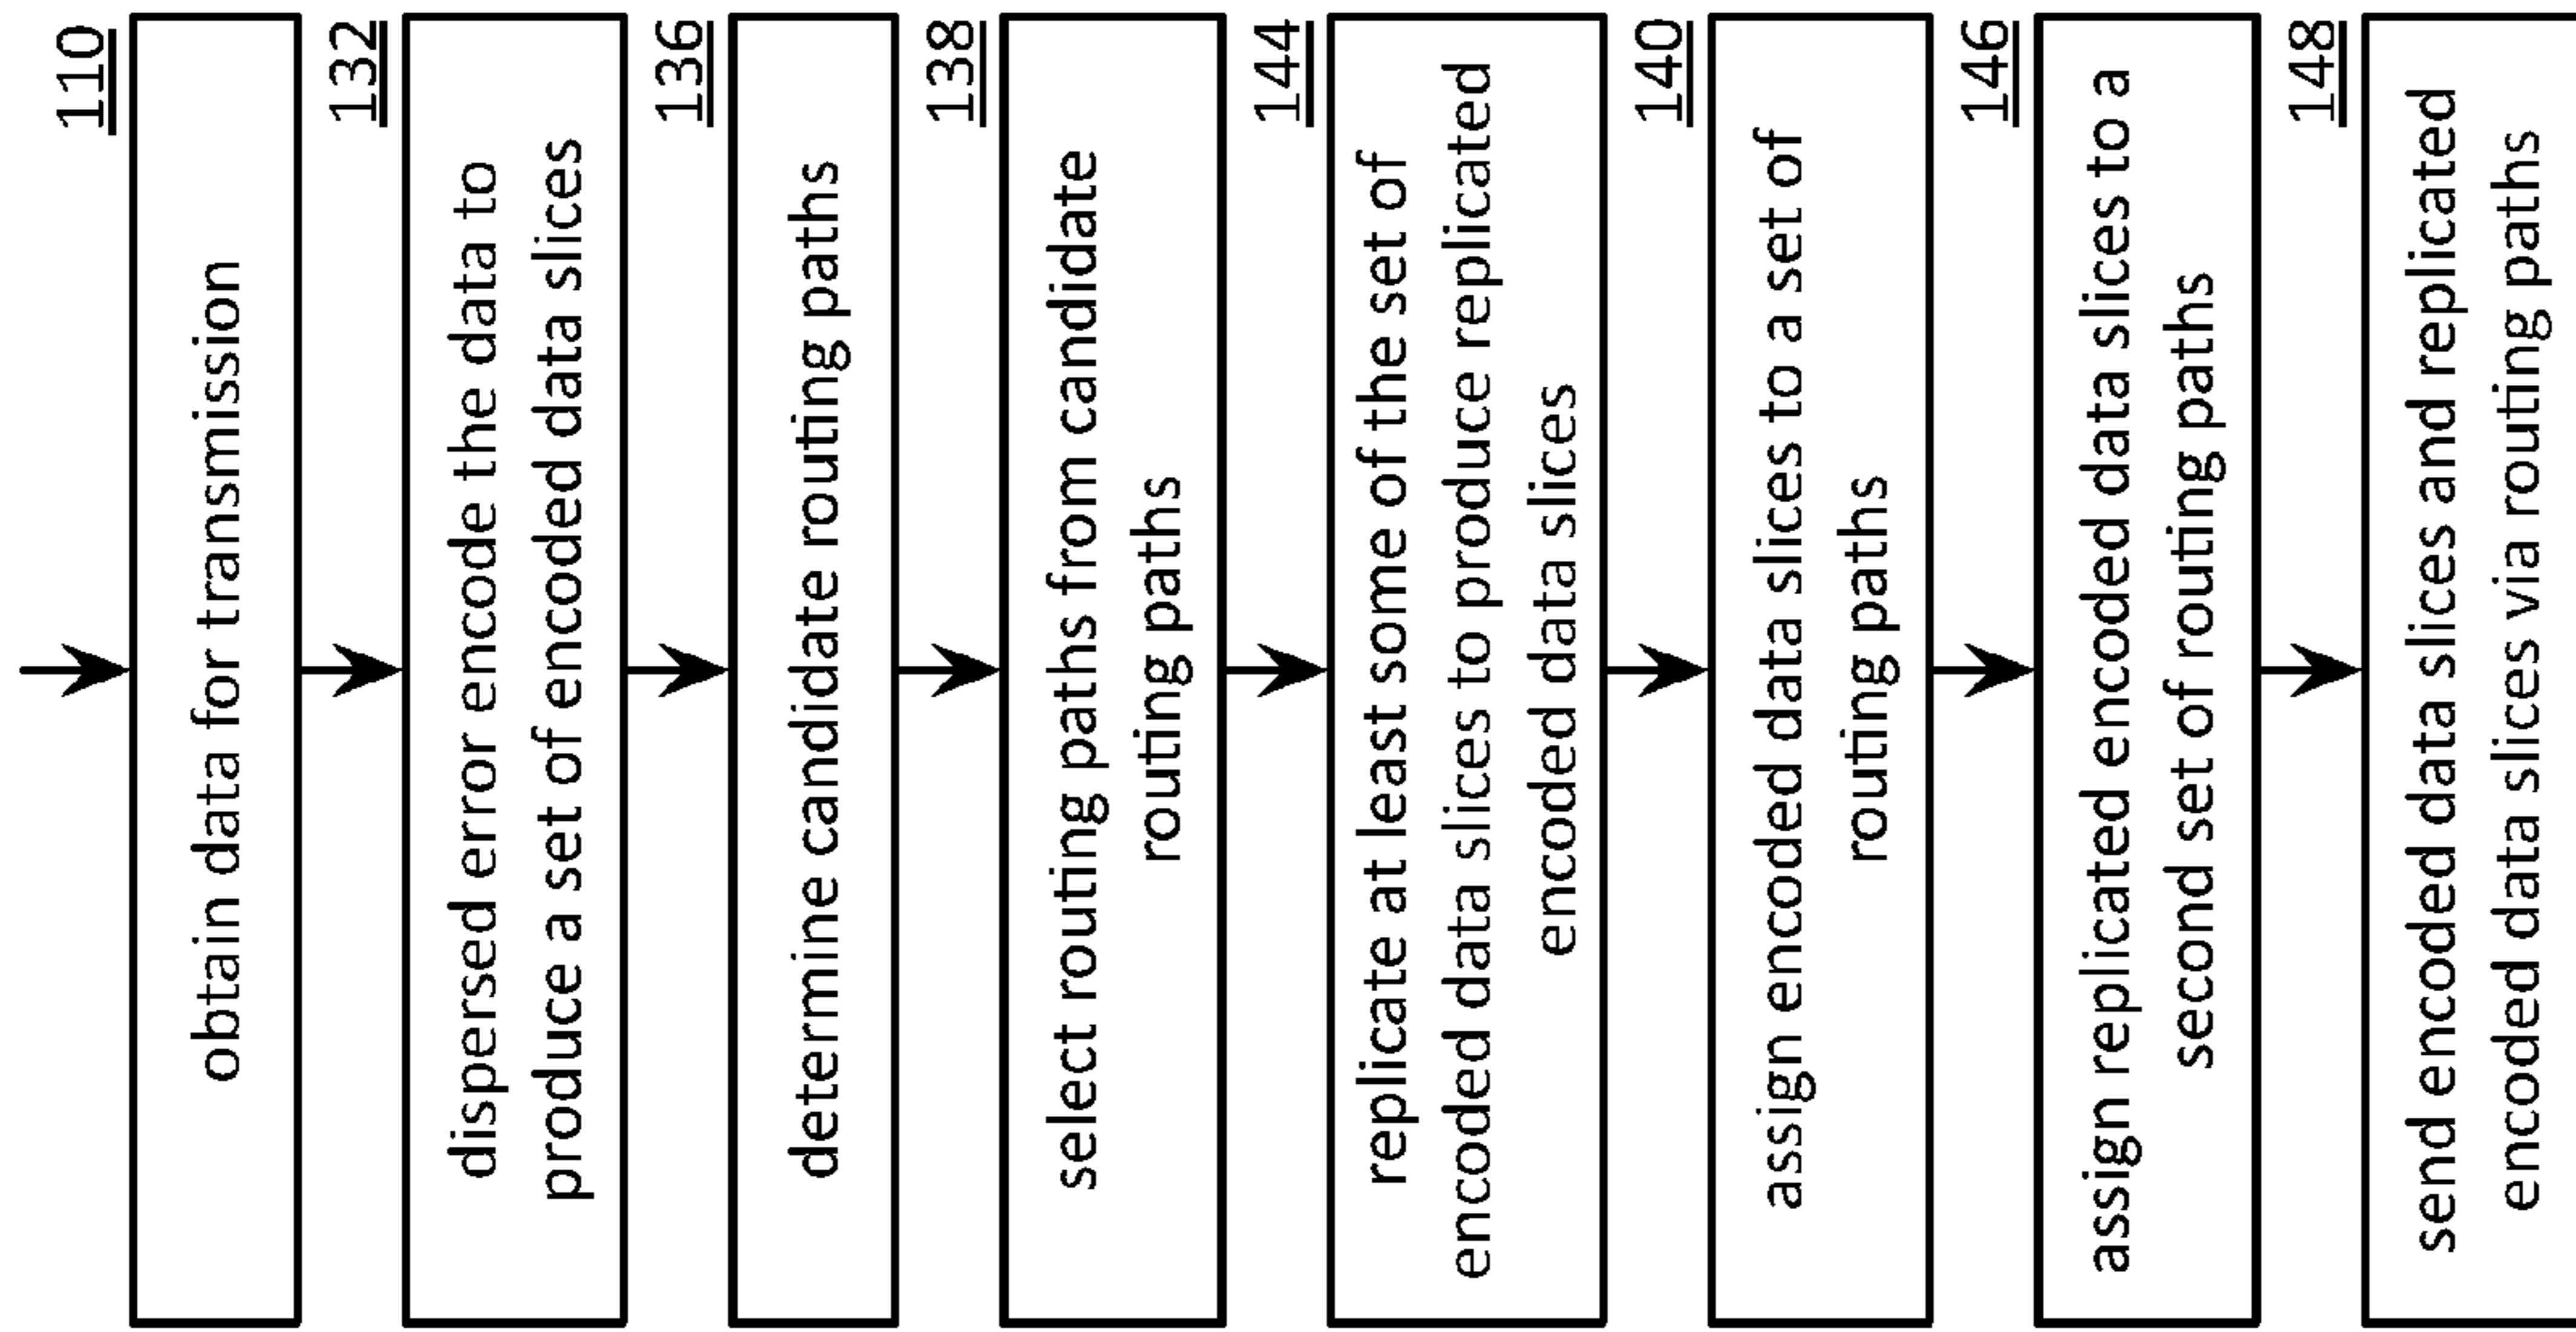 110
obtain data for transmission
132
dispersed error encode the data to
produce a set of encoded data slices
136
determine candidate routing paths
138
select routing paths from candidate
routing paths
144
replicate at least some of the set of
encoded data slices to produce replicated
encoded data slices
140
assign encoded data slices to a set of
routing paths
146
assign replicated encoded data slices to a
second set of routing paths
148
send encoded data slices and replicated
encoded data slices via routing paths